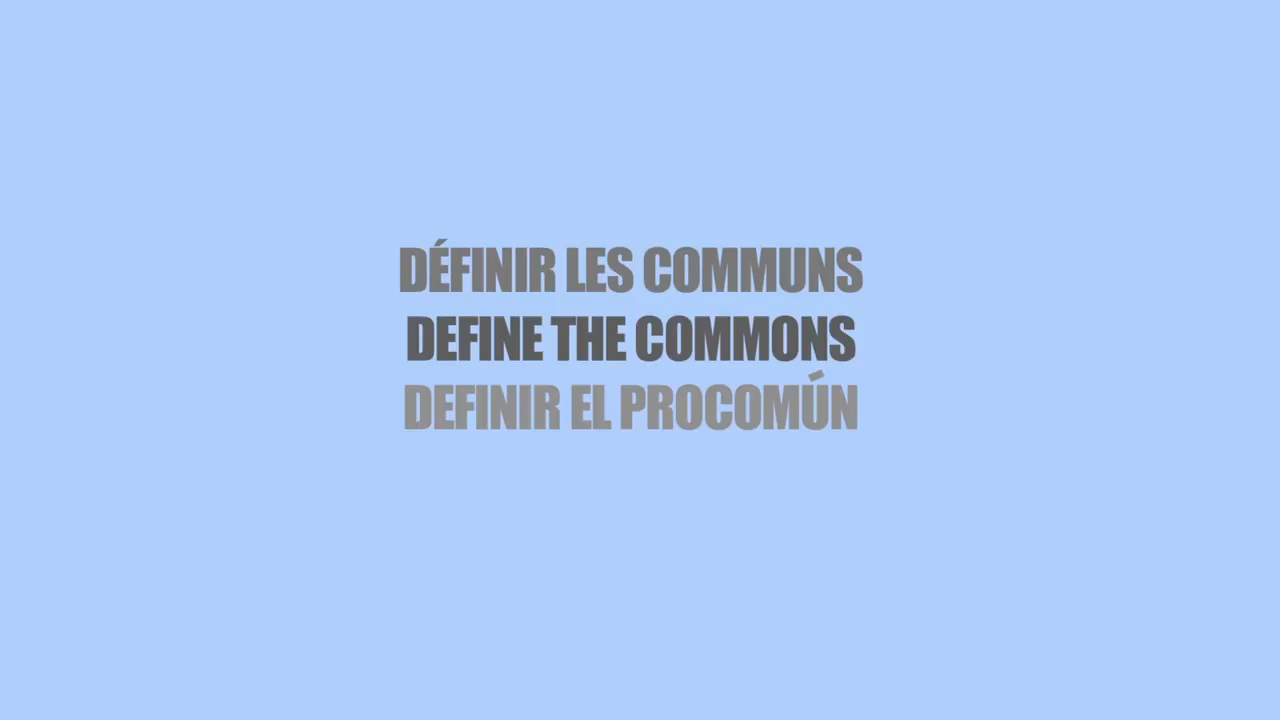 DÉFINIR LES COMMUNS
DEFINE THE COMMONS
DEFINIR EL PROCOMÚN